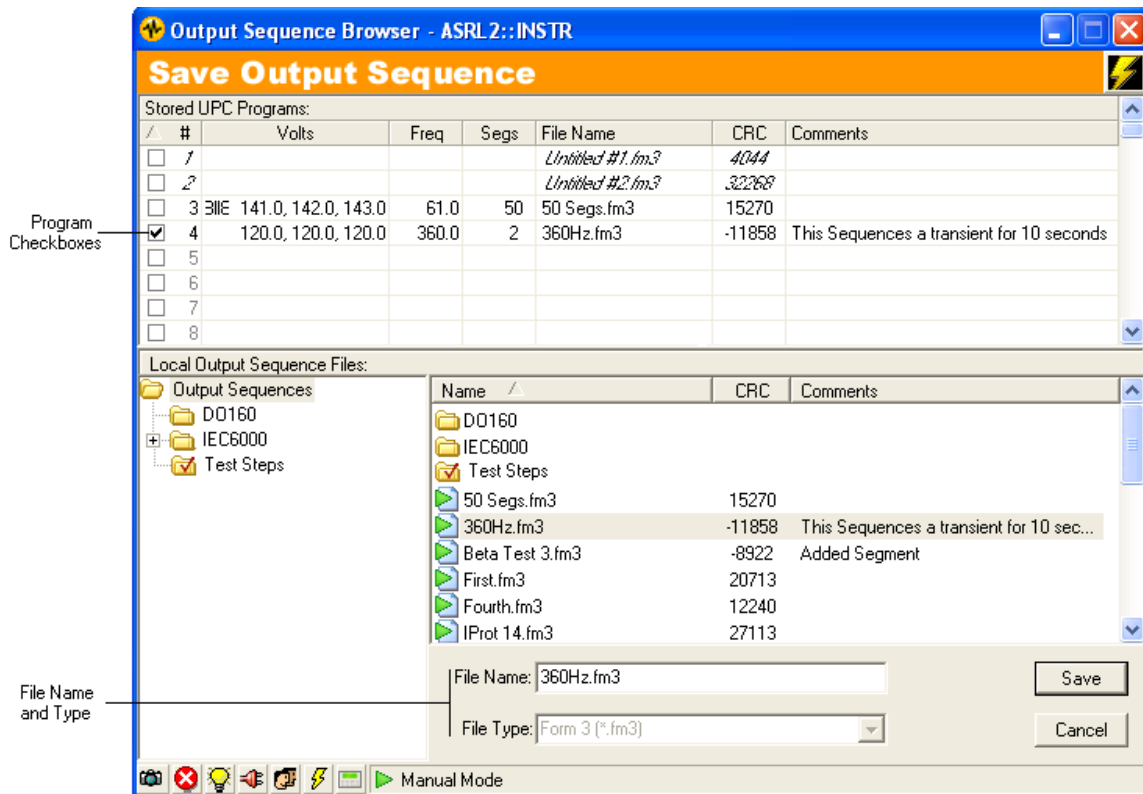 Output Sequence Browser - ASRL2::INSTR
Save Output Sequence
Stored UPC Programs:
# Volts Freq Segs File Name CRC Comments
1 Untitled #1.fm3 4044
2 Untitled #2.fm3 32268
3 141.0, 142.0, 143.0 61.0 50 50 Segs.fm3 15270
Program Checkboxes
4 120.0, 120.0, 120.0 360.0 2 360Hz.fm3 -11858 This Sequences a transient for 10 seconds
5
6
7
8
Local Output Sequence Files:
Output Sequences
DO160
IEC6000
Test Steps
Name CRC Comments
DO160
IEC6000
Test Steps
50 Segs.fm3 15270
360Hz.fm3 -11858 This Sequences a transient for 10 sec...
Beta Test 3.fm3 -8922 Added Segment
First.fm3 20713
Fourth.fm3 12240
IProt 14.fm3 27113
File Name and Type
File Name: 360Hz.fm3
Save
File Type: Form 3 (*.fm3)
Cancel
Manual Mode